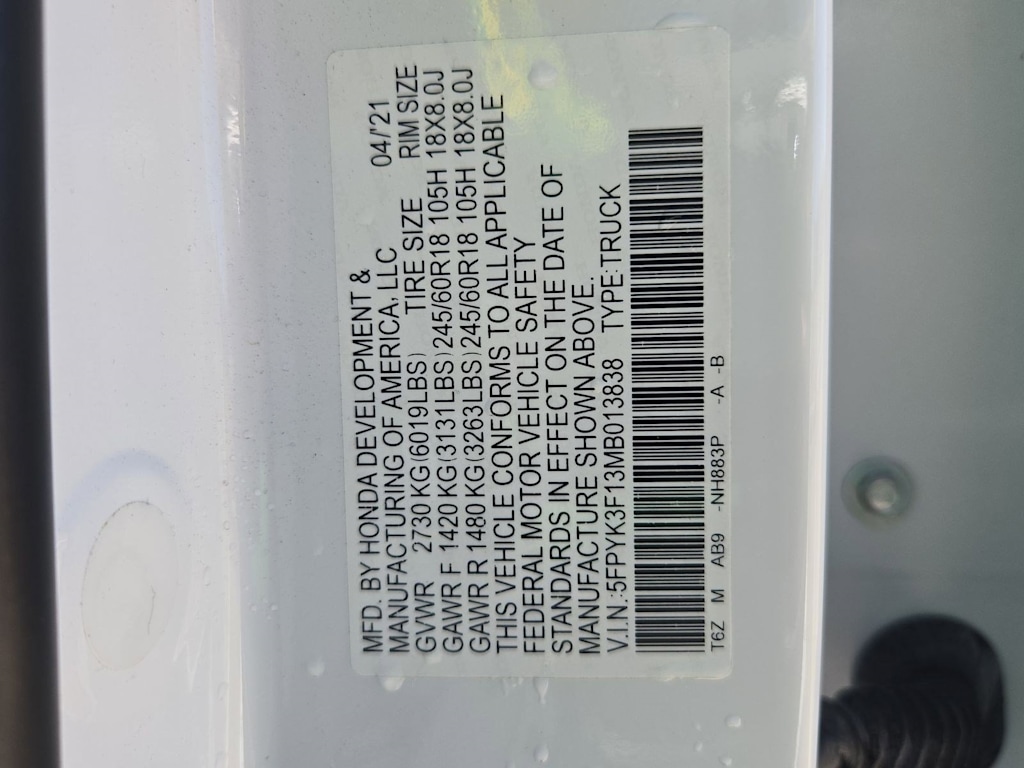 MFD. BY HONDA DEVELOPMENT &
MANUFACTURING OF AMERICA, LLC 04/'21
GVWR 2730 KG(6019LBS) TIRE SIZE RIM SIZE
GAWR F 1420 KG(3131LBS)245/60R18 105H 18X8.0J
GAWR R 1480 KG(3263LBS)245/60R18 105H 18X8.0J
THIS VEHICLE CONFORMS TO ALL APPLICABLE
FEDERAL MOTOR VEHICLE SAFETY
STANDARDS IN EFFECT ON THE DATE OF
MANUFACTURE SHOWN ABOVE.
V.I.N.:5FPYK3F13MB013838 TYPE:TRUCK
T6Z M AB9 -NH883P -A -B